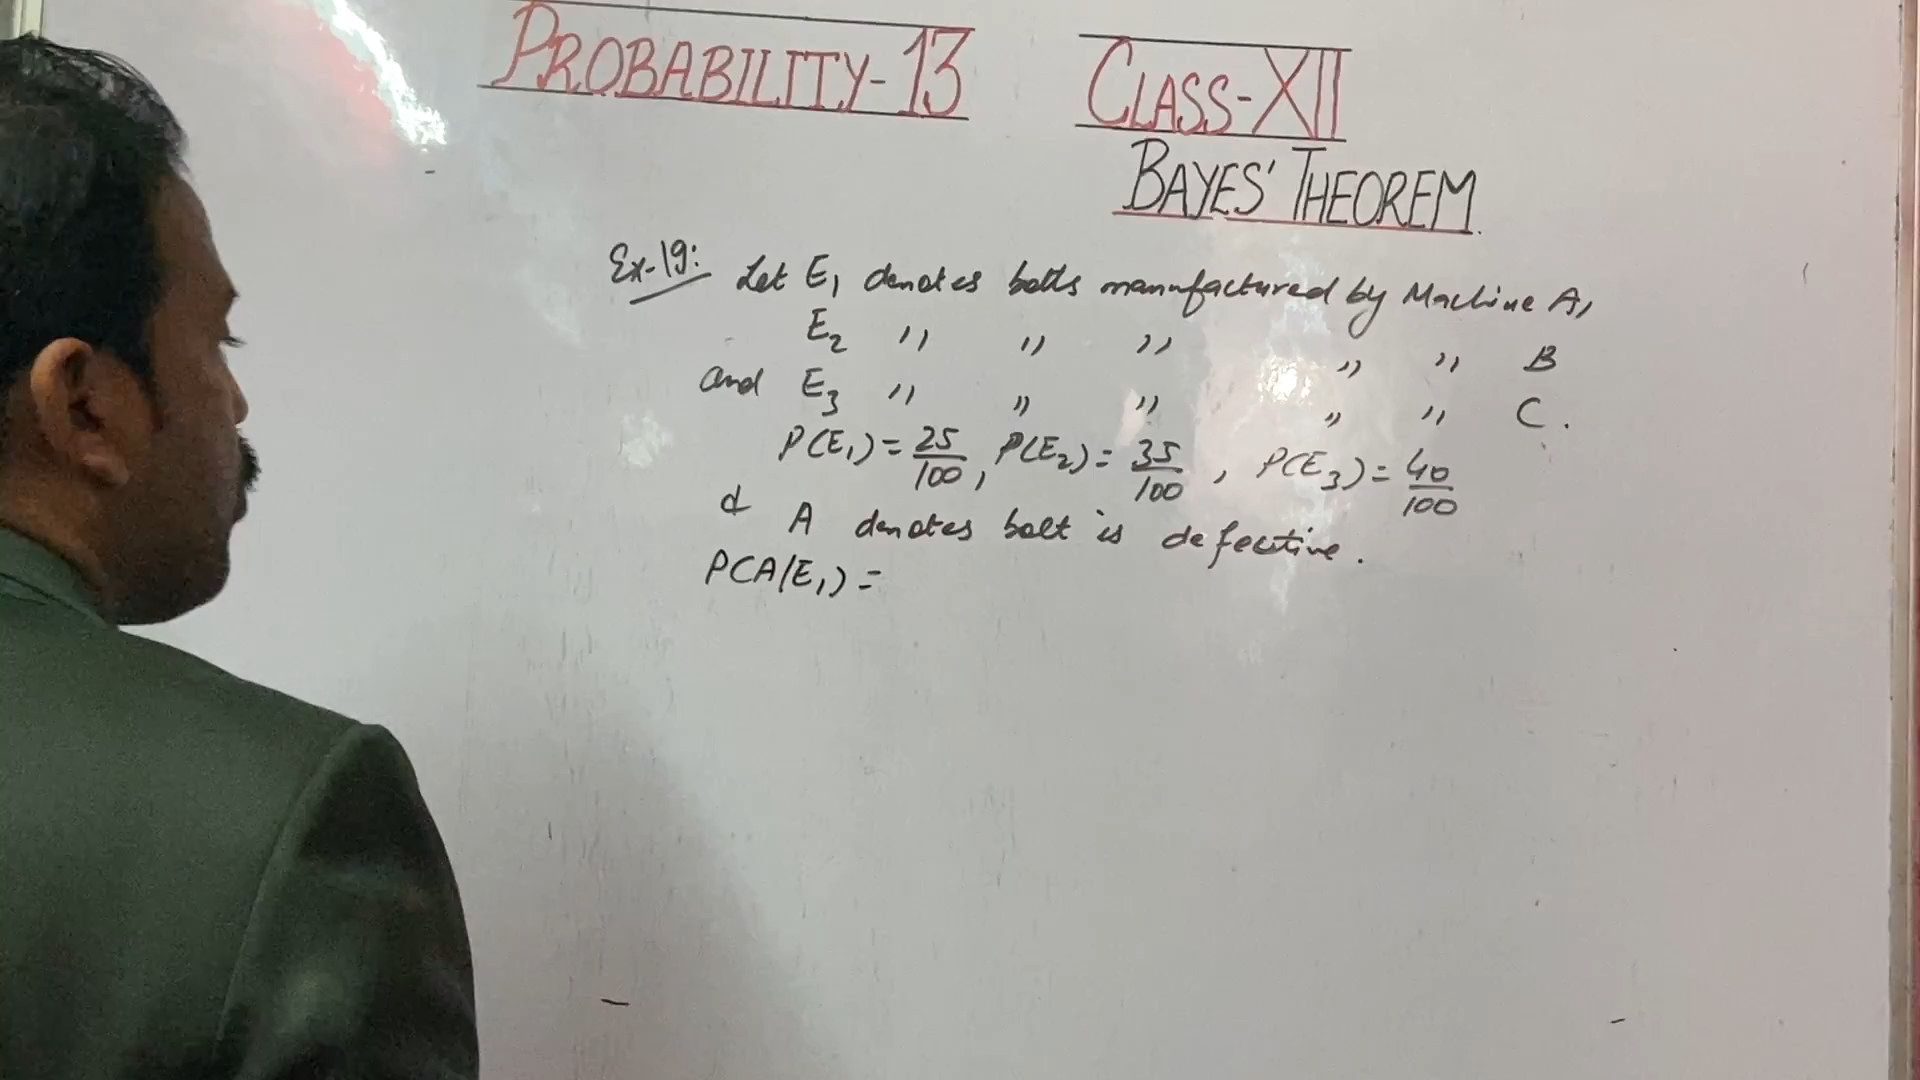 PROBABILITY-13 CLASS-XII
BAYES' THEOREM.
Ex-19: Let E₁ denotes bolts manufactured by Machine A,
E₂ " " " " " B
and E₃ " " " " " C.
P(E₁) = 25/100, P(E₂) = 35/100, P(E₃) = 40/100
& A denotes bolt is defective.
P(A/E₁) =